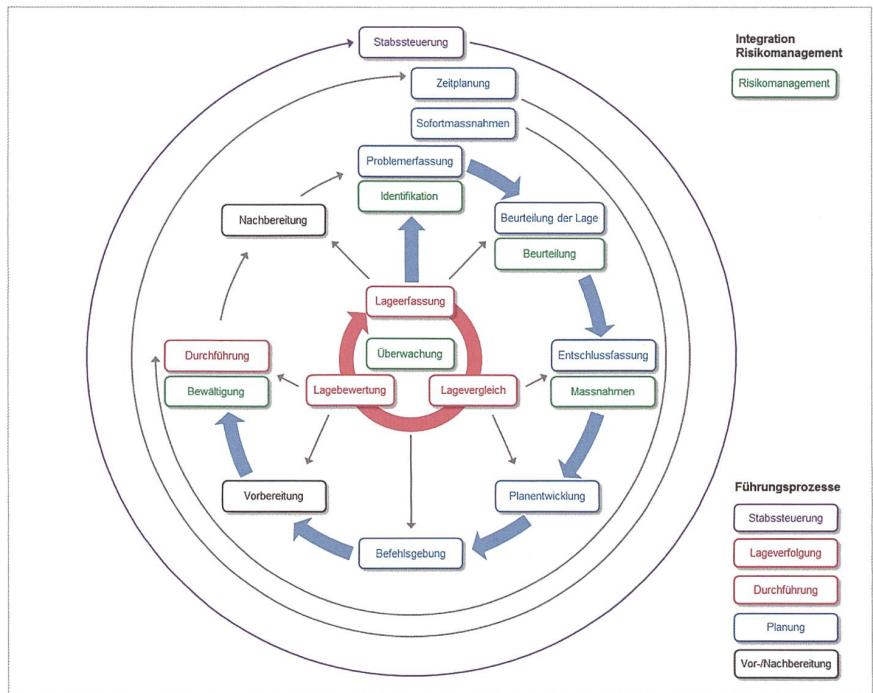 Stabssteuerung
Zeitplanung
Sofortmassnahmen
Problemerfassung
Identifikation
Nachbereitung
Beurteilung der Lage
Beurteilung
Lageerfassung
Durchführung
Bewältigung
Überwachung
Entschlussfassung
Massnahmen
Lagebewertung
Lagevergleich
Vorbereitung
Planentwicklung
Befehlsgebung
Integration
Risikomanagement
Risikomanagement
Führungsprozesse
Stabssteuerung
Lageverfolgung
Durchführung
Planung
Vor-/Nachbereitung